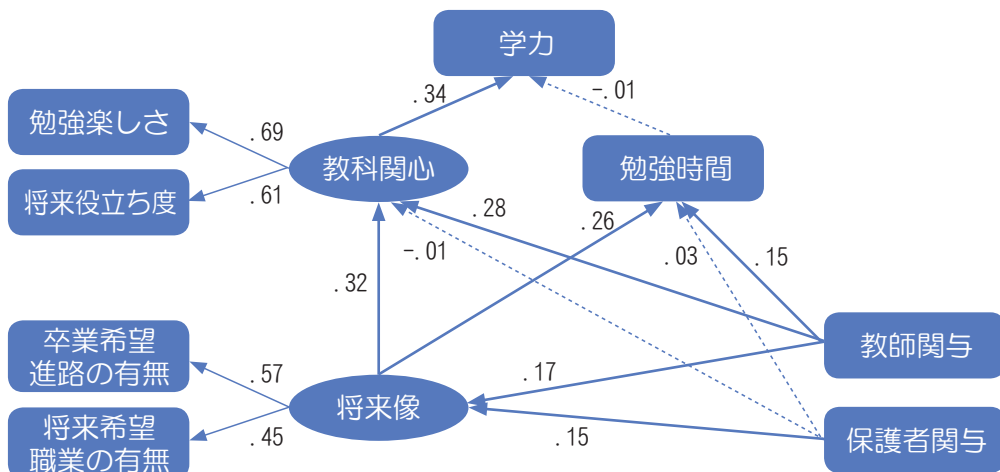 学力
.34
-.01
勉強楽しさ
.69
教科関心
勉強時間
将来役立ち度
.61
.28
.26
-.01
.03
.15
.32
卒業希望
進路の有無
.57
教師関与
.17
将来像
将来希望
職業の有無
.45
.15
保護者関与